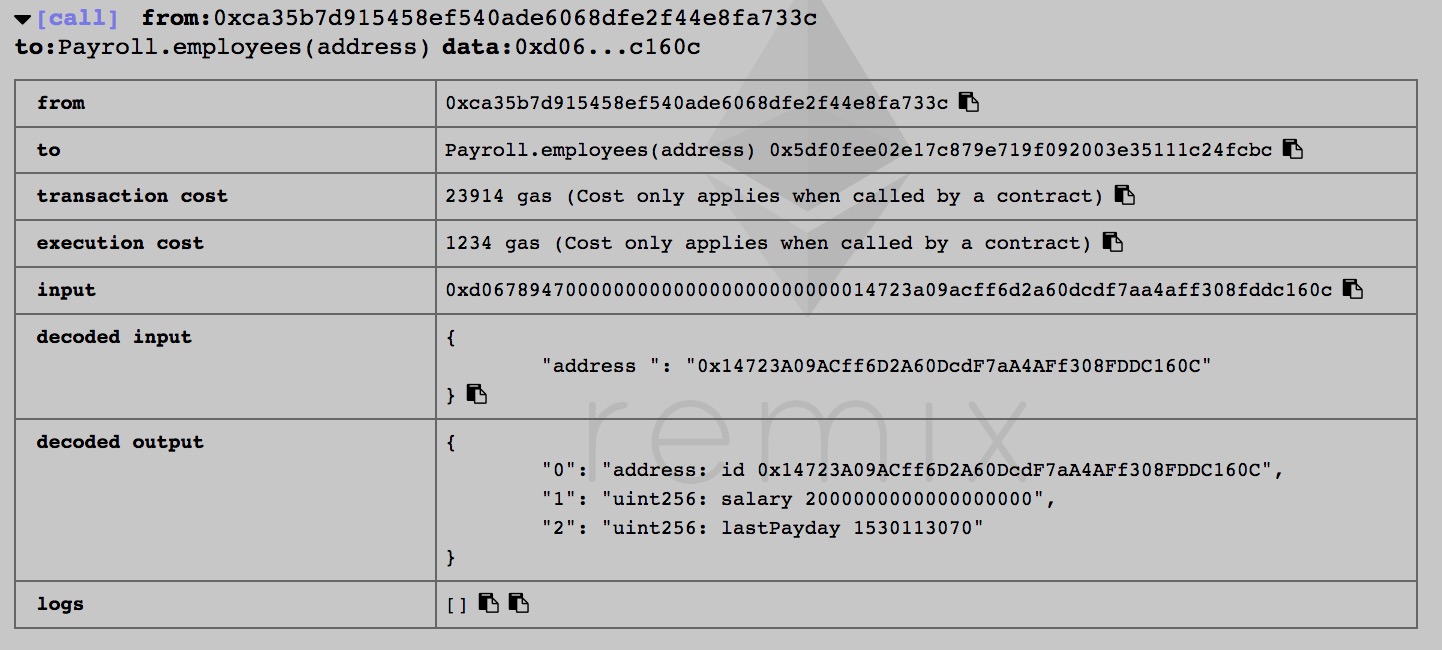 [call] from:0xca35b7d915458ef540ade6068dfe2f44e8fa733c
to:Payroll.employees(address) data:0xd06...c160c
from 0xca35b7d915458ef540ade6068dfe2f44e8fa733c
to Payroll.employees(address) 0x5df0fee02e17c879e719f092003e35111c24fcbc
transaction cost 23914 gas (Cost only applies when called by a contract)
execution cost 1234 gas (Cost only applies when called by a contract)
input 0xd067894700000000000000000000000014723a09acff6d2a60dcdf7aa4aff308fddc160c
decoded input {
"address ": "0x14723A09ACff6D2A60DcdF7aA4AFf308FDDC160C"
}
decoded output {
"0": "address: id 0x14723A09ACff6D2A60DcdF7aA4AFf308FDDC160C",
"1": "uint256: salary 2000000000000000000",
"2": "uint256: lastPayday 1530113070"
}
logs []
remix